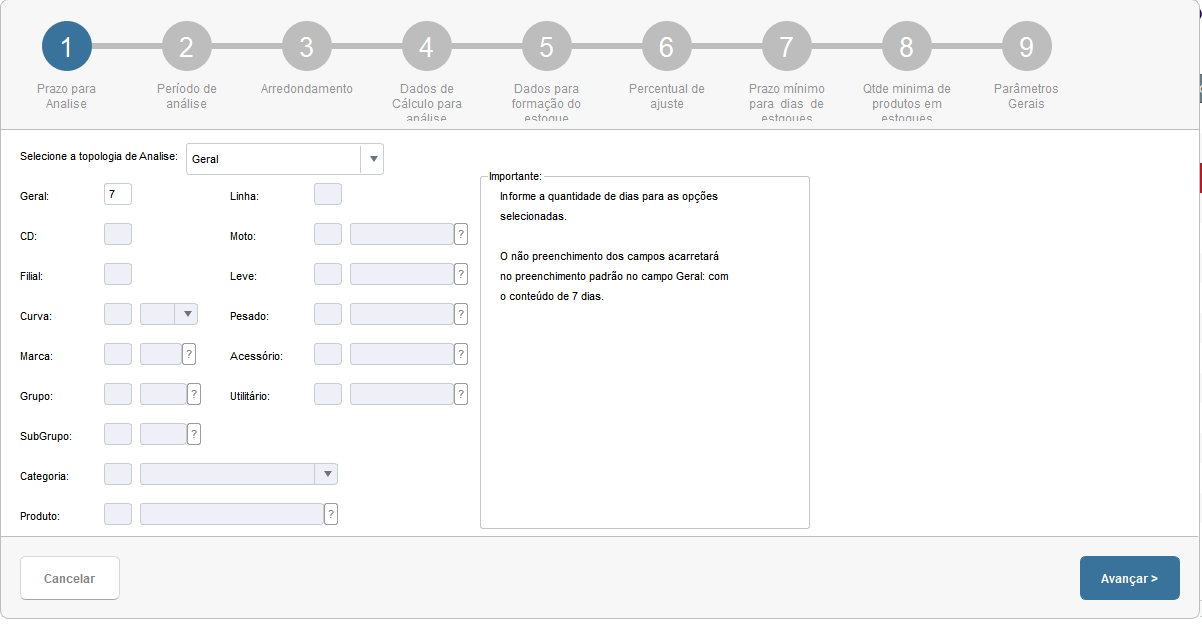 1 2 3 4 5 6 7 8 9
Prazo para
Analise
Período de
análise
Arredondamento
Dados de
Cálculo para
análise
Dados para
formação do
estoque
Percentual de
ajuste
Prazo mínimo
para dias de
estqoues
Qtde minima de
produtos em
estoques
Parâmetros
Gerais
Selecione a topologia de Analise: Geral
Geral: 7 Linha:
CD: Moto: ?
Filial: Leve: ?
Curva: Pesado: ?
Marca: ? Acessório: ?
Grupo: ? Utilitário: ?
SubGrupo: ?
Categoria:
Produto: ?
Importante:
Informe a quantidade de dias para as opções
selecionadas.
O não preenchimento dos campos acarretará
no preenchimento padrão no campo Geral: com
o conteúdo de 7 dias.
Cancelar Avançar >